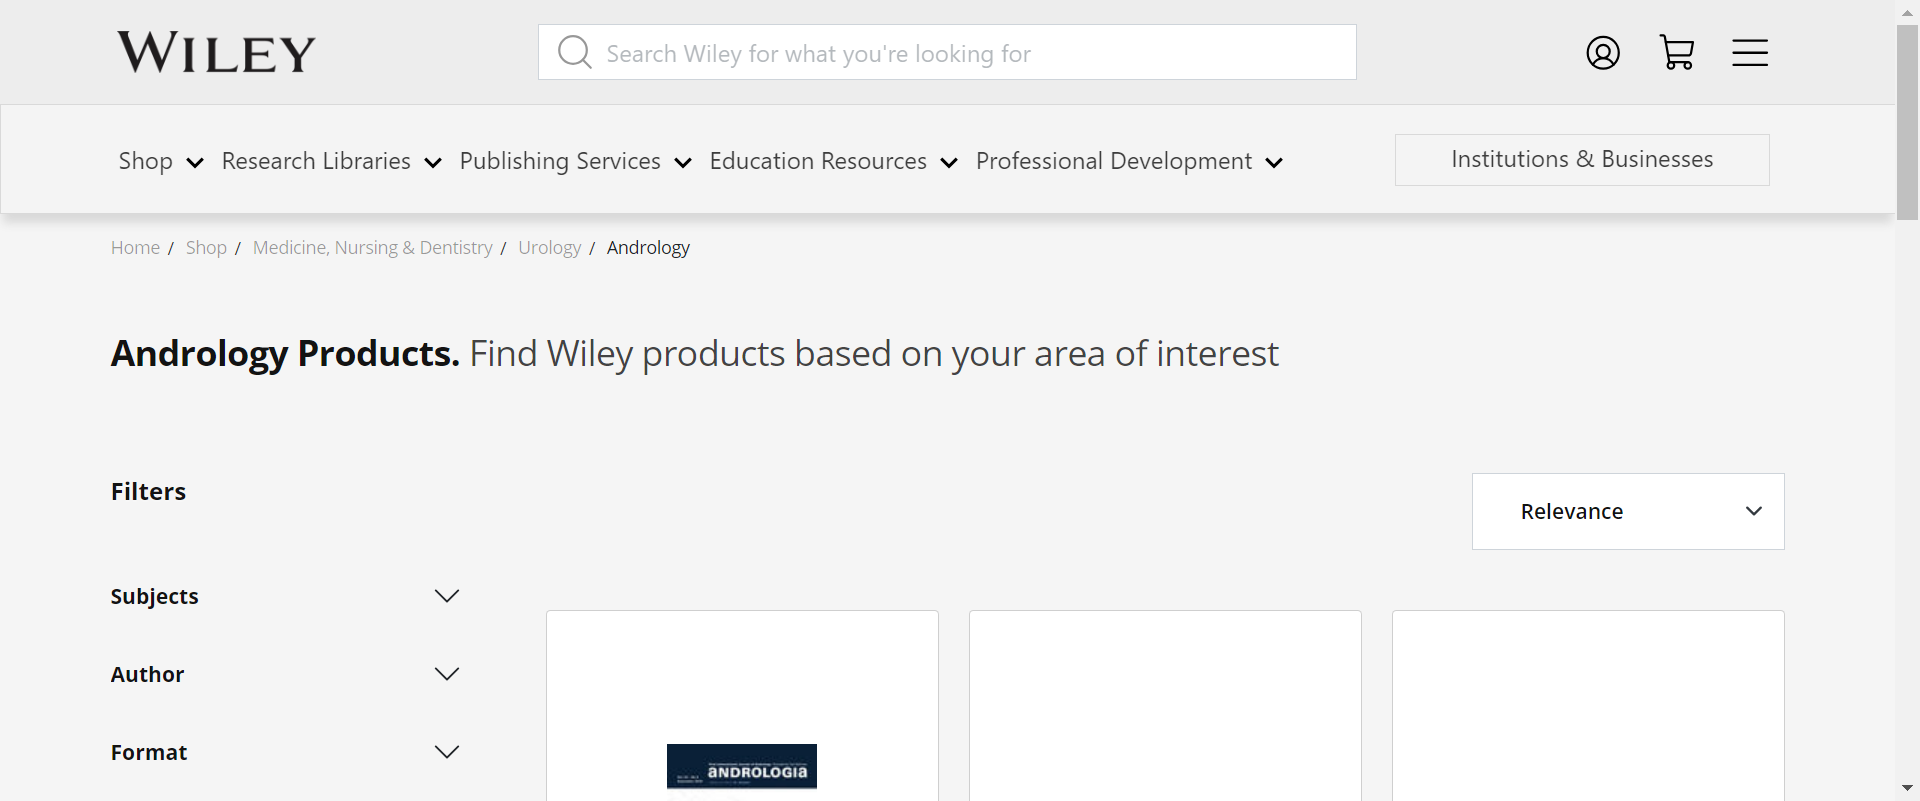 WILEY
Search Wiley for what you're looking for
Shop Research Libraries Publishing Services Education Resources Professional Development Institutions & Businesses
Home / Shop / Medicine, Nursing & Dentistry / Urology / Andrology
Andrology Products. Find Wiley products based on your area of interest
Filters
Relevance
Subjects
Author
Format
ANDROLOGIA